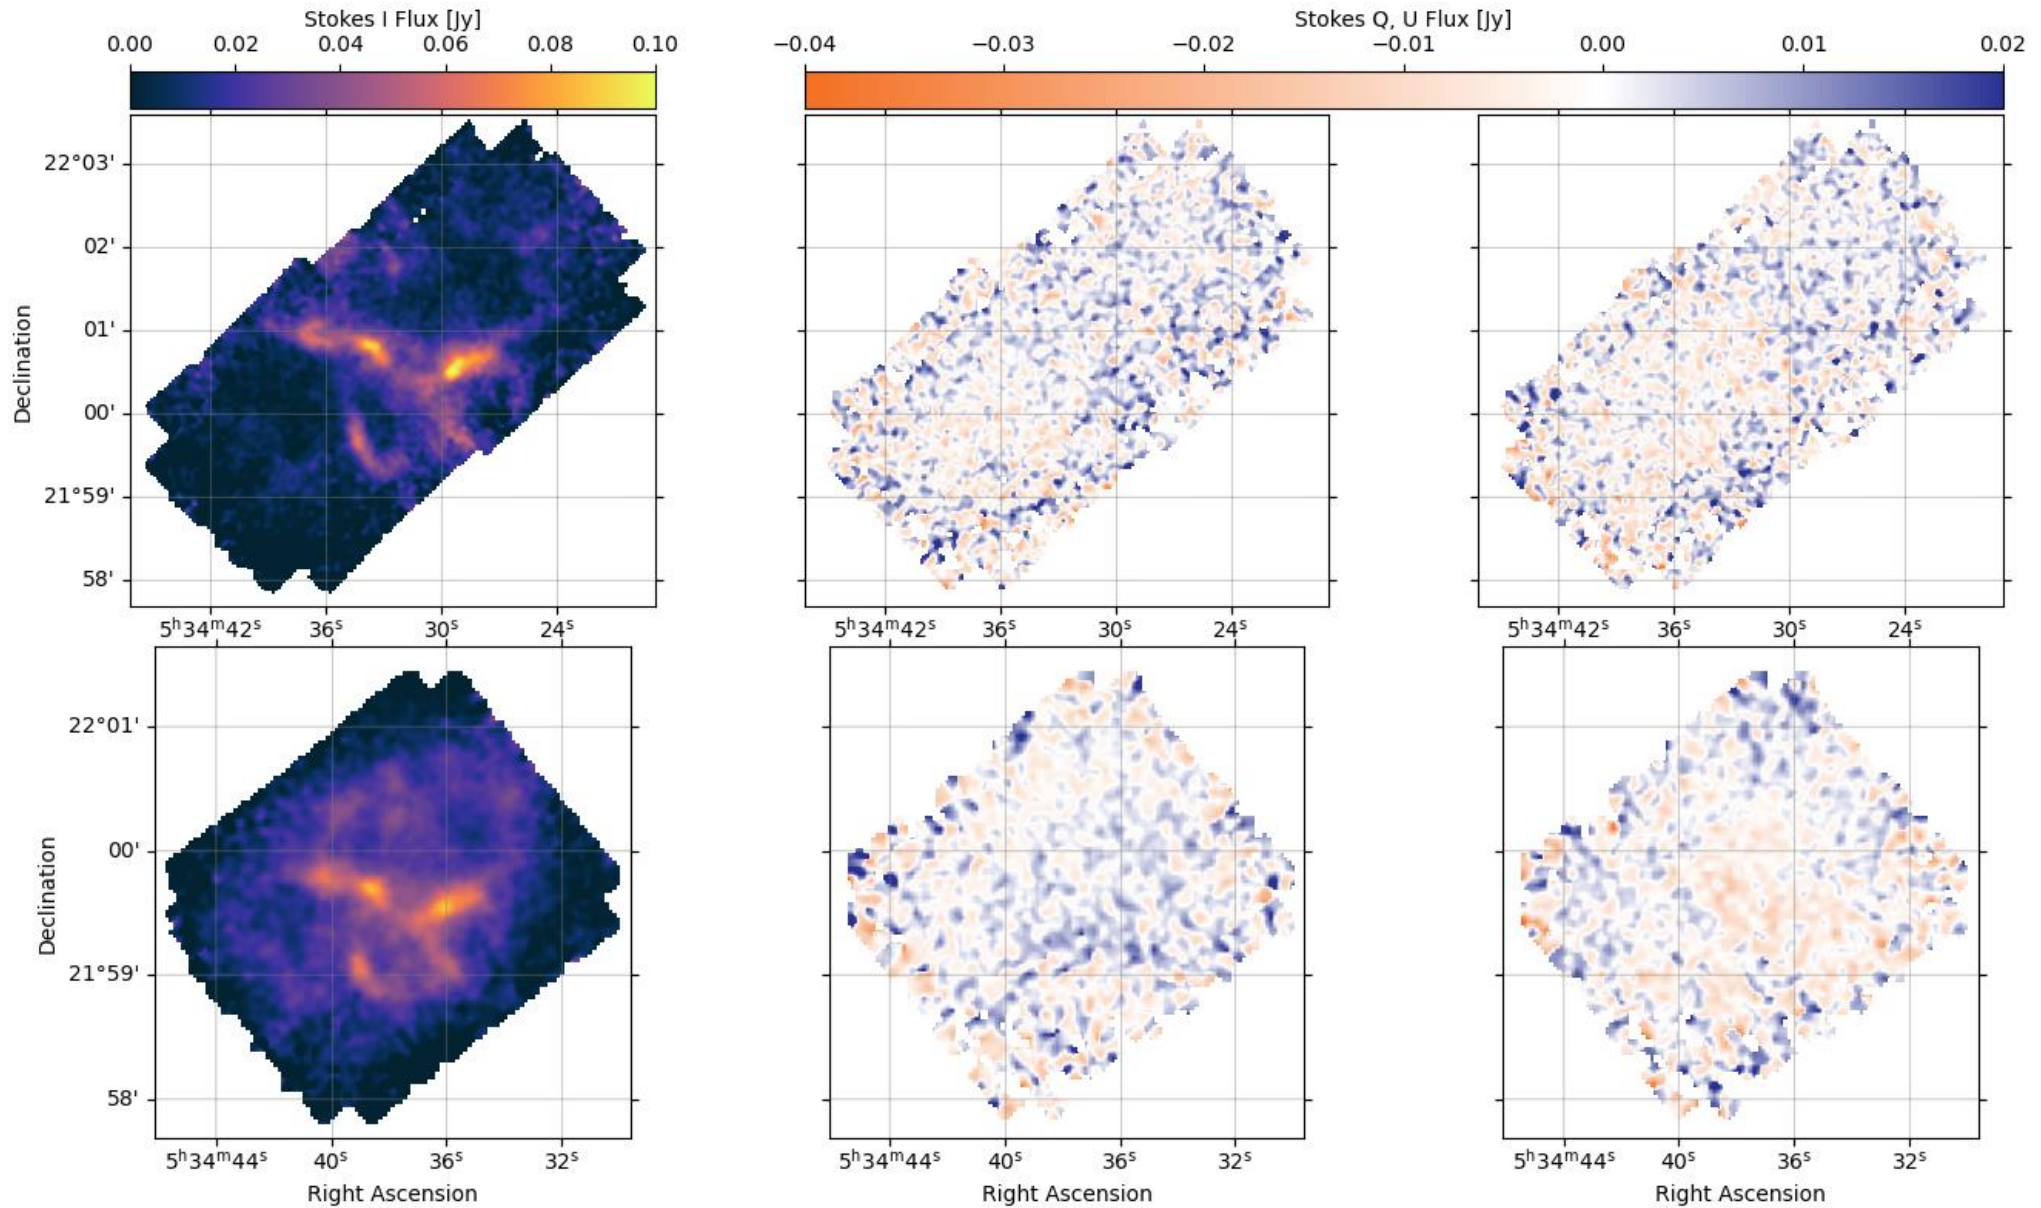 Stokes I Flux [Jy]
Stokes Q, U Flux [Jy]
0.00 0.02 0.04 0.06 0.08 0.10
−0.04 −0.03 −0.02 −0.01 0.00 0.01 0.02
22°03'
02'
01'
00'
21°59'
58'
Declination
5ʰ34ᵐ42ˢ 36ˢ 30ˢ 24ˢ
5ʰ34ᵐ42ˢ 36ˢ 30ˢ 24ˢ
5ʰ34ᵐ42ˢ 36ˢ 30ˢ 24ˢ
22°01'
00'
21°59'
58'
Declination
5ʰ34ᵐ44ˢ 40ˢ 36ˢ 32ˢ
5ʰ34ᵐ44ˢ 40ˢ 36ˢ 32ˢ
5ʰ34ᵐ44ˢ 40ˢ 36ˢ 32ˢ
Right Ascension
Right Ascension
Right Ascension